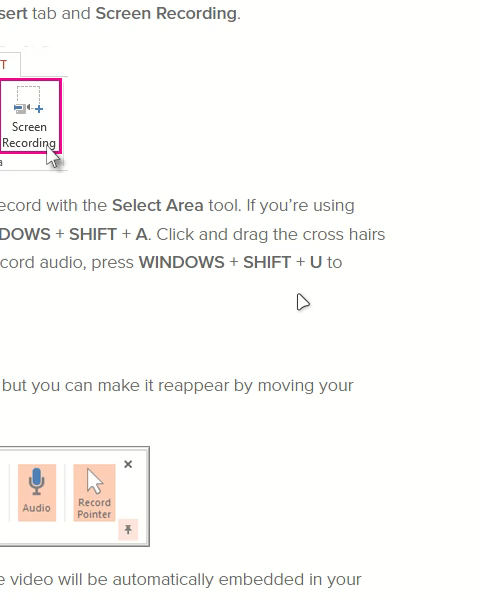 sert tab and Screen Recording.
T
Screen
Recording
a
ecord with the Select Area tool. If you’re using
DOWS + SHIFT + A. Click and drag the cross hairs
cord audio, press WINDOWS + SHIFT + U to
but you can make it reappear by moving your
Audio
Record
Pointer
e video will be automatically embedded in your